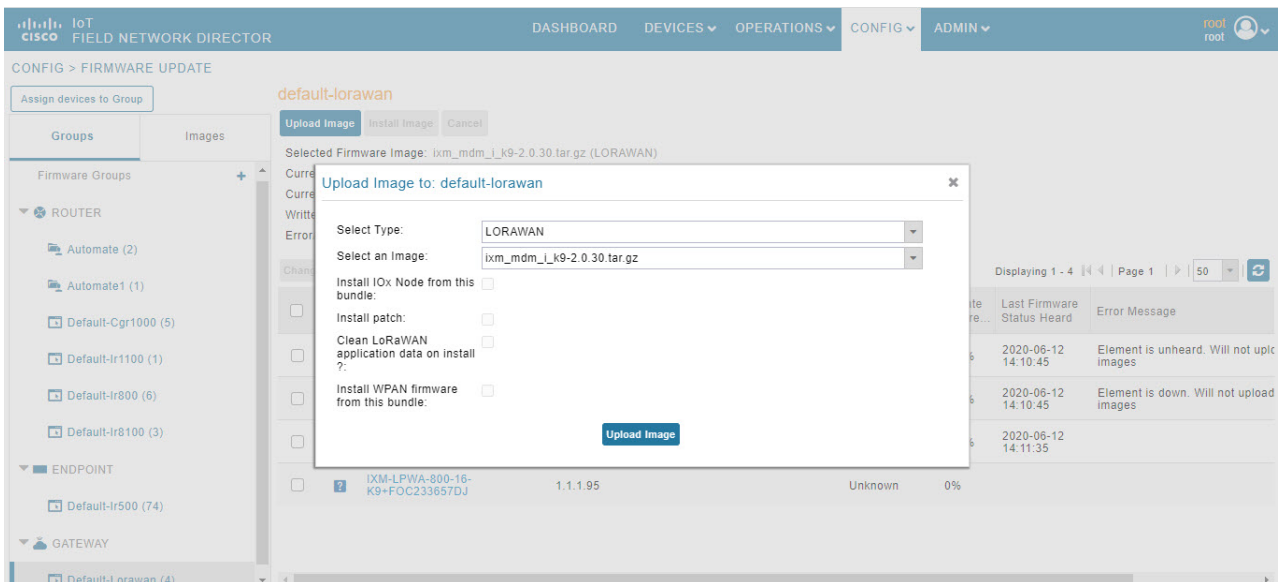 IoT
CISCO FIELD NETWORK DIRECTOR
DASHBOARD DEVICES OPERATIONS CONFIG ADMIN
root
root
CONFIG > FIRMWARE UPDATE
Assign devices to Group
Groups Images
Firmware Groups +
ROUTER
Automate (2)
Automate1 (1)
Default-Cgr1000 (5)
Default-Ir1100 (1)
Default-Ir800 (6)
Default-Ir8100 (3)
ENDPOINT
Default-Ir500 (74)
GATEWAY
Default-Lorawan (4)
default-lorawan
Upload Image Install Image Cancel
Selected Firmware Image: ixm_mdm_i_k9-2.0.30.tar.gz (LORAWAN)
Curre
Curre
Writte
Error
Chang
Upload Image to: default-lorawan
Select Type: LORAWAN
Select an Image: ixm_mdm_i_k9-2.0.30.tar.gz
Install IOx Node from this
bundle:
Install patch:
Clean LoRaWAN
application data on install
?:
Install WPAN firmware
from this bundle:
Upload Image
Displaying 1 - 4 Page 1 50
Last Firmware
Status Heard
Error Message
2020-06-12
14:10:45
Element is unheard. Will not uplo
images
2020-06-12
14:10:45
Element is down. Will not upload
images
2020-06-12
14:11:35
IXM-LPWA-800-16-
K9+FOC233657DJ
1.1.1.95 Unknown 0%